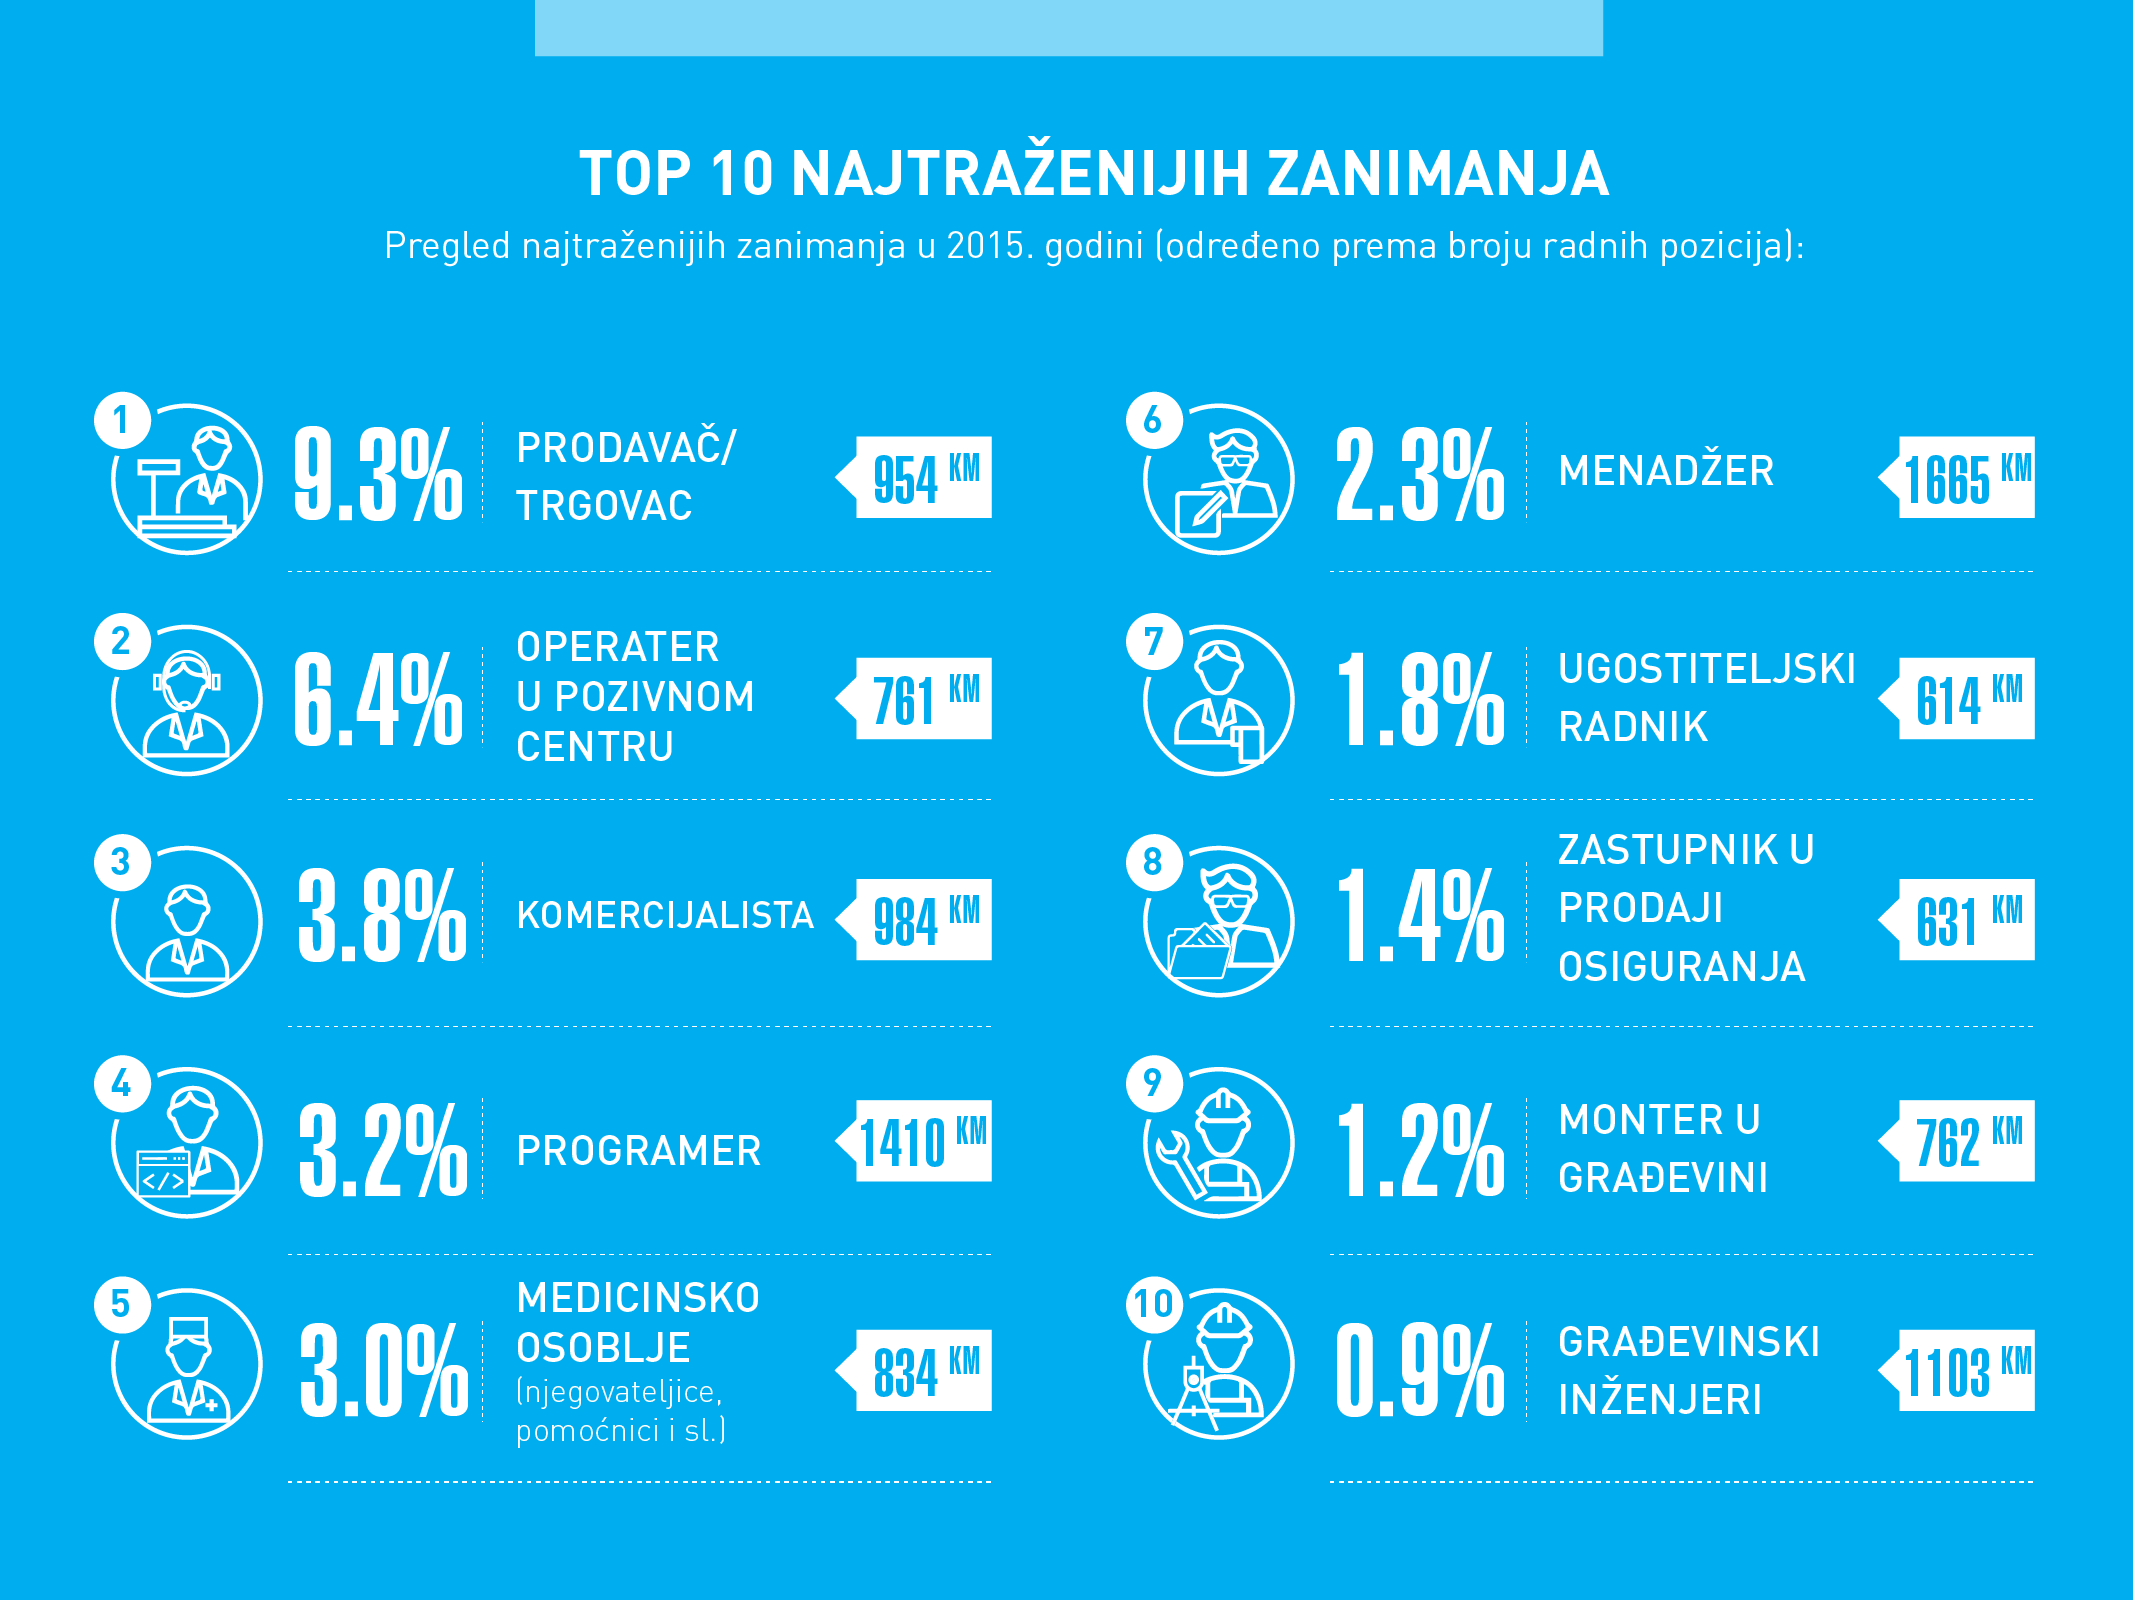 TOP 10 NAJTRAŽENIJIH ZANIMANJA
Pregled najtraženijih zanimanja u 2015. godini (određeno prema broju radnih pozicija):
1
9.3%
PRODAVAČ/
TRGOVAC
954 KM
2
6.4%
OPERATER
U POZIVNOM
CENTRU
761 KM
3
3.8%
KOMERCIJALISTA
984 KM
4
</>
3.2%
PROGRAMER
1410 KM
5
3.0%
MEDICINSKO
OSOBLJE
(njegovateljice,
pomoćnici i sl.)
834 KM
6
2.3%
MENADŽER
1665 KM
7
1.8%
UGOSTITELJSKI
RADNIK
614 KM
8
1.4%
ZASTUPNIK U
PRODAJI
OSIGURANJA
631 KM
9
1.2%
MONTER U
GRAĐEVINI
762 KM
10
0.9%
GRAĐEVINSKI
INŽENJERI
1103 KM